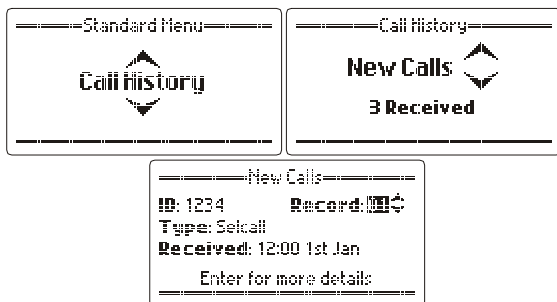 Standard Menu
Call History
Call History
New Calls
3 Received
New Calls
ID: 1234 Record: 01
Type: Selcall
Received: 12:00 1st Jan
Enter for more details